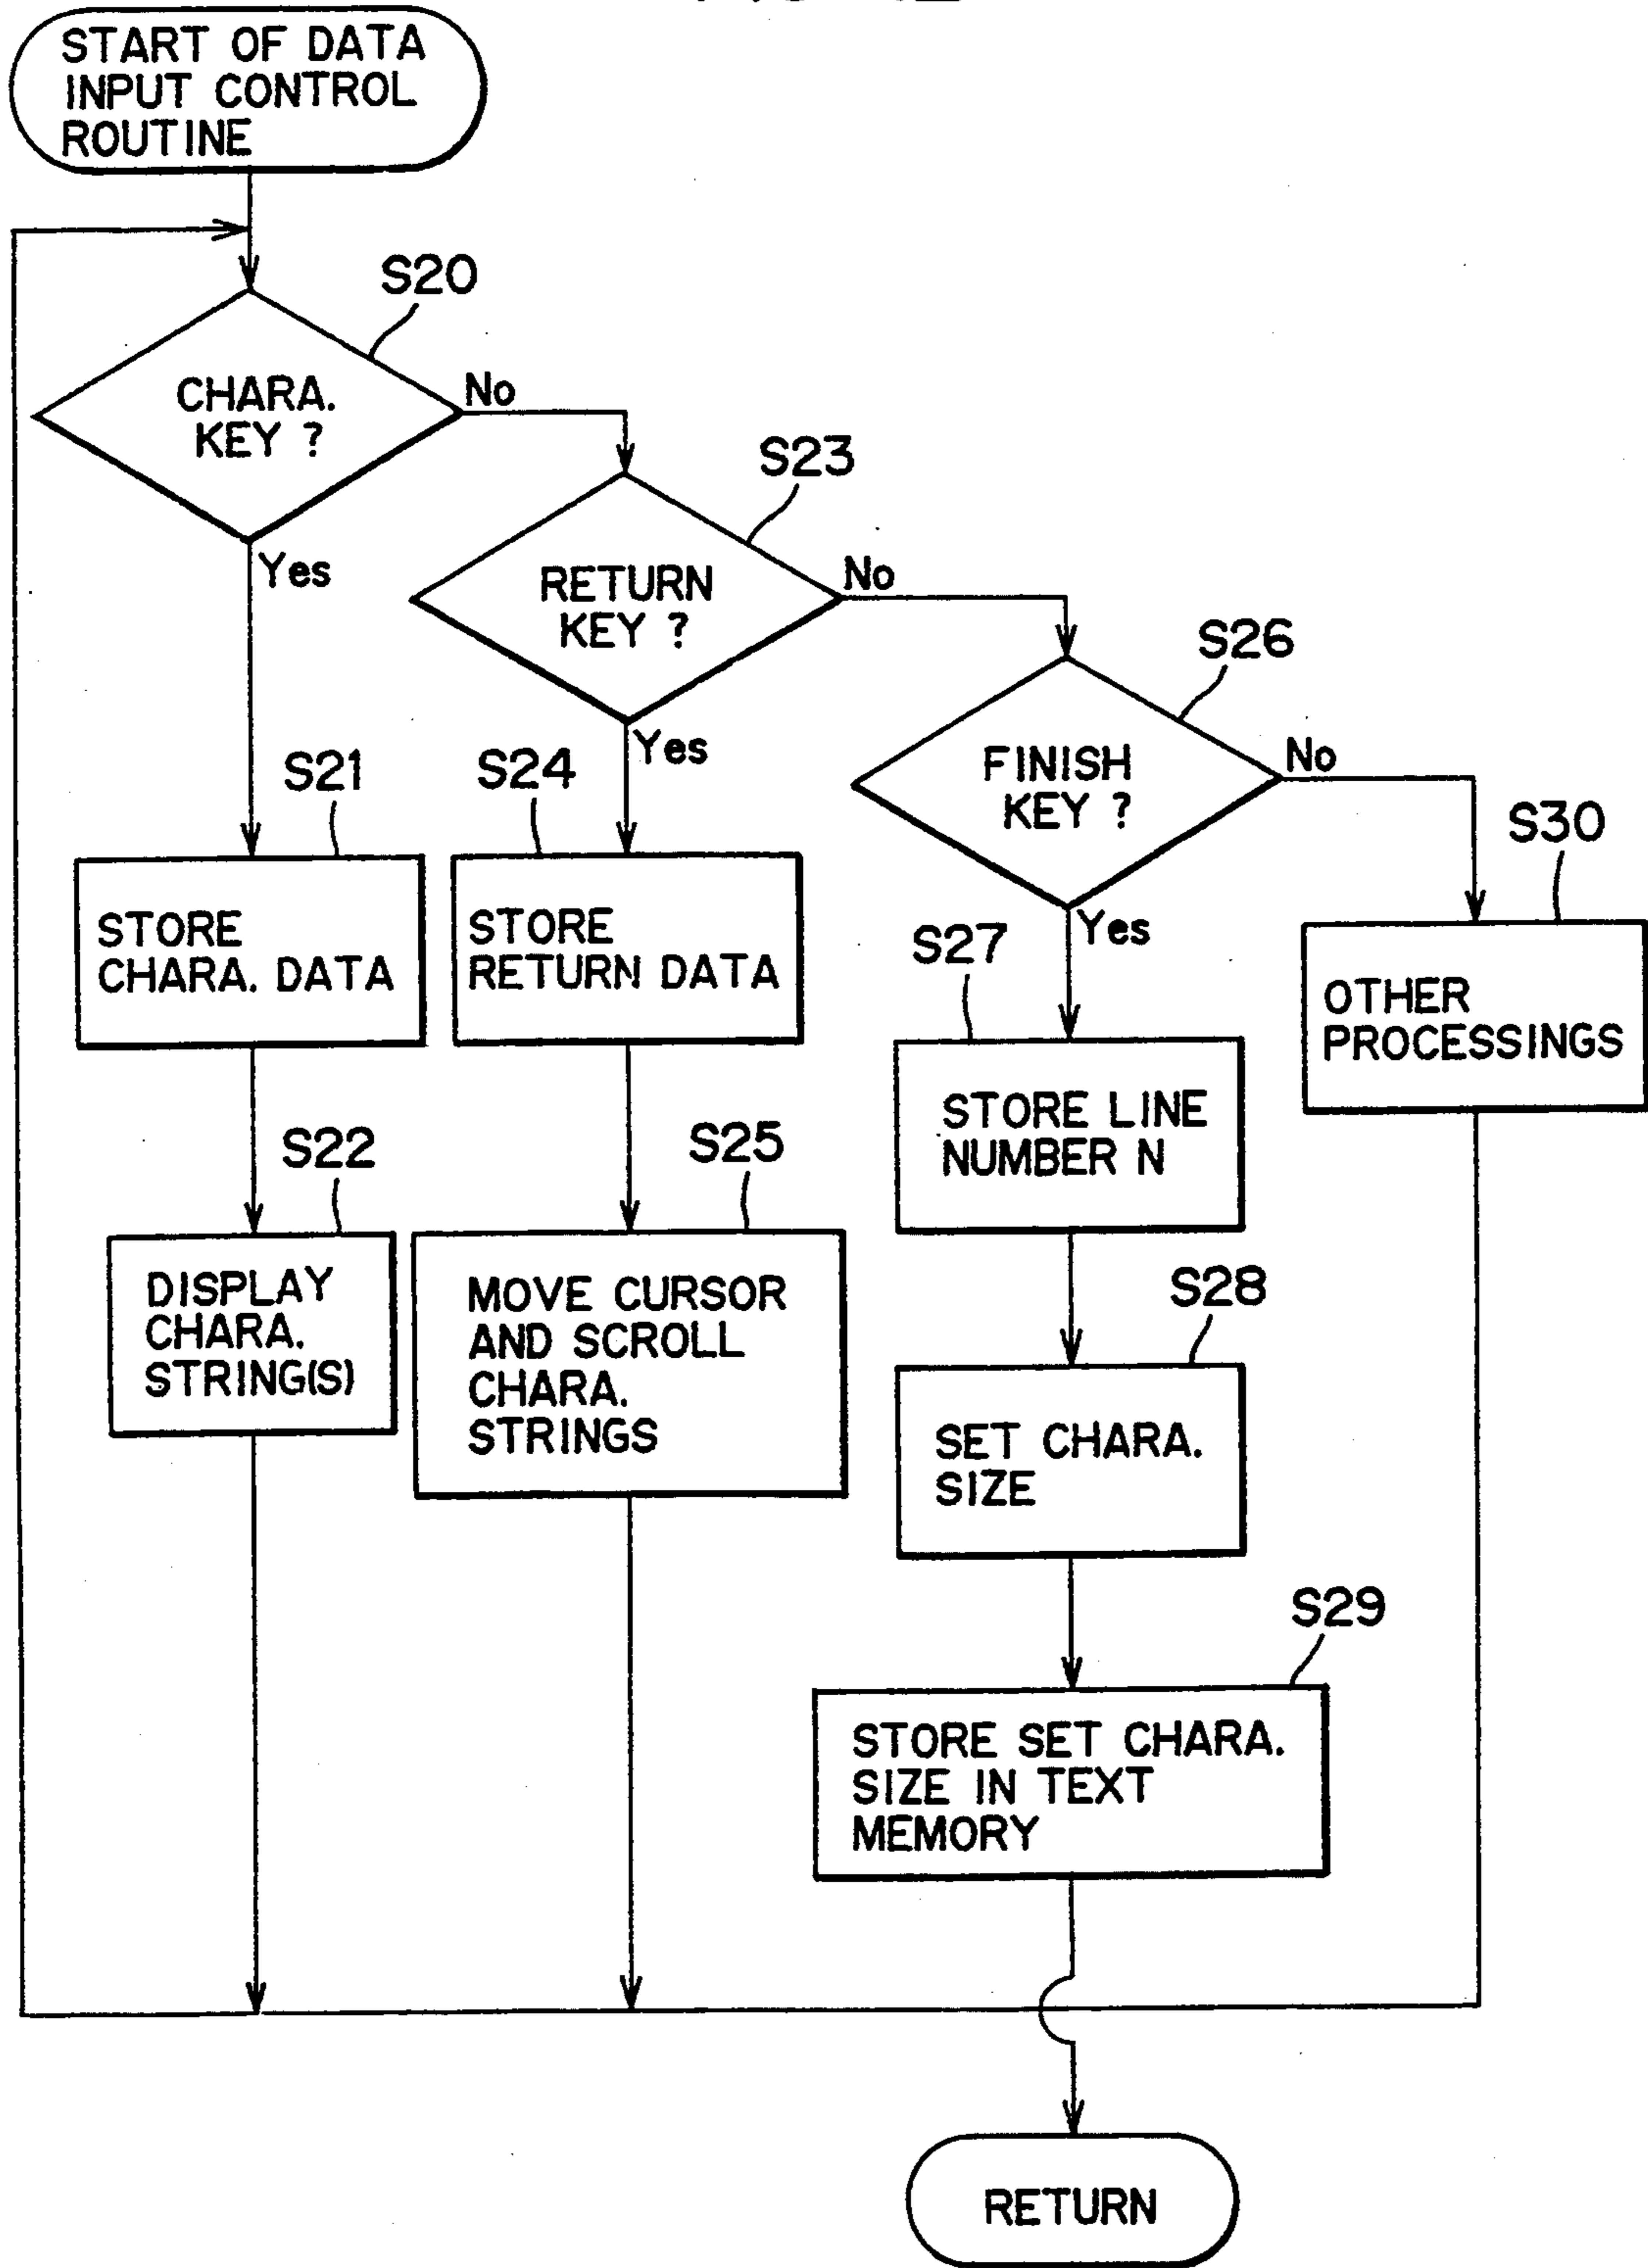 START OF DATA
INPUT CONTROL
ROUTINE
S20
CHARA.
KEY ?
No
Yes
S23
RETURN
KEY ?
No
Yes
S26
FINISH
KEY ?
No
Yes
S21
STORE
CHARA. DATA
S24
STORE
RETURN DATA
S30
OTHER
PROCESSINGS
S27
STORE LINE
NUMBER N
S22
DISPLAY
CHARA.
STRING(S)
S25
MOVE CURSOR
AND SCROLL
CHARA.
STRINGS
S28
SET CHARA.
SIZE
S29
STORE SET CHARA.
SIZE IN TEXT
MEMORY
RETURN